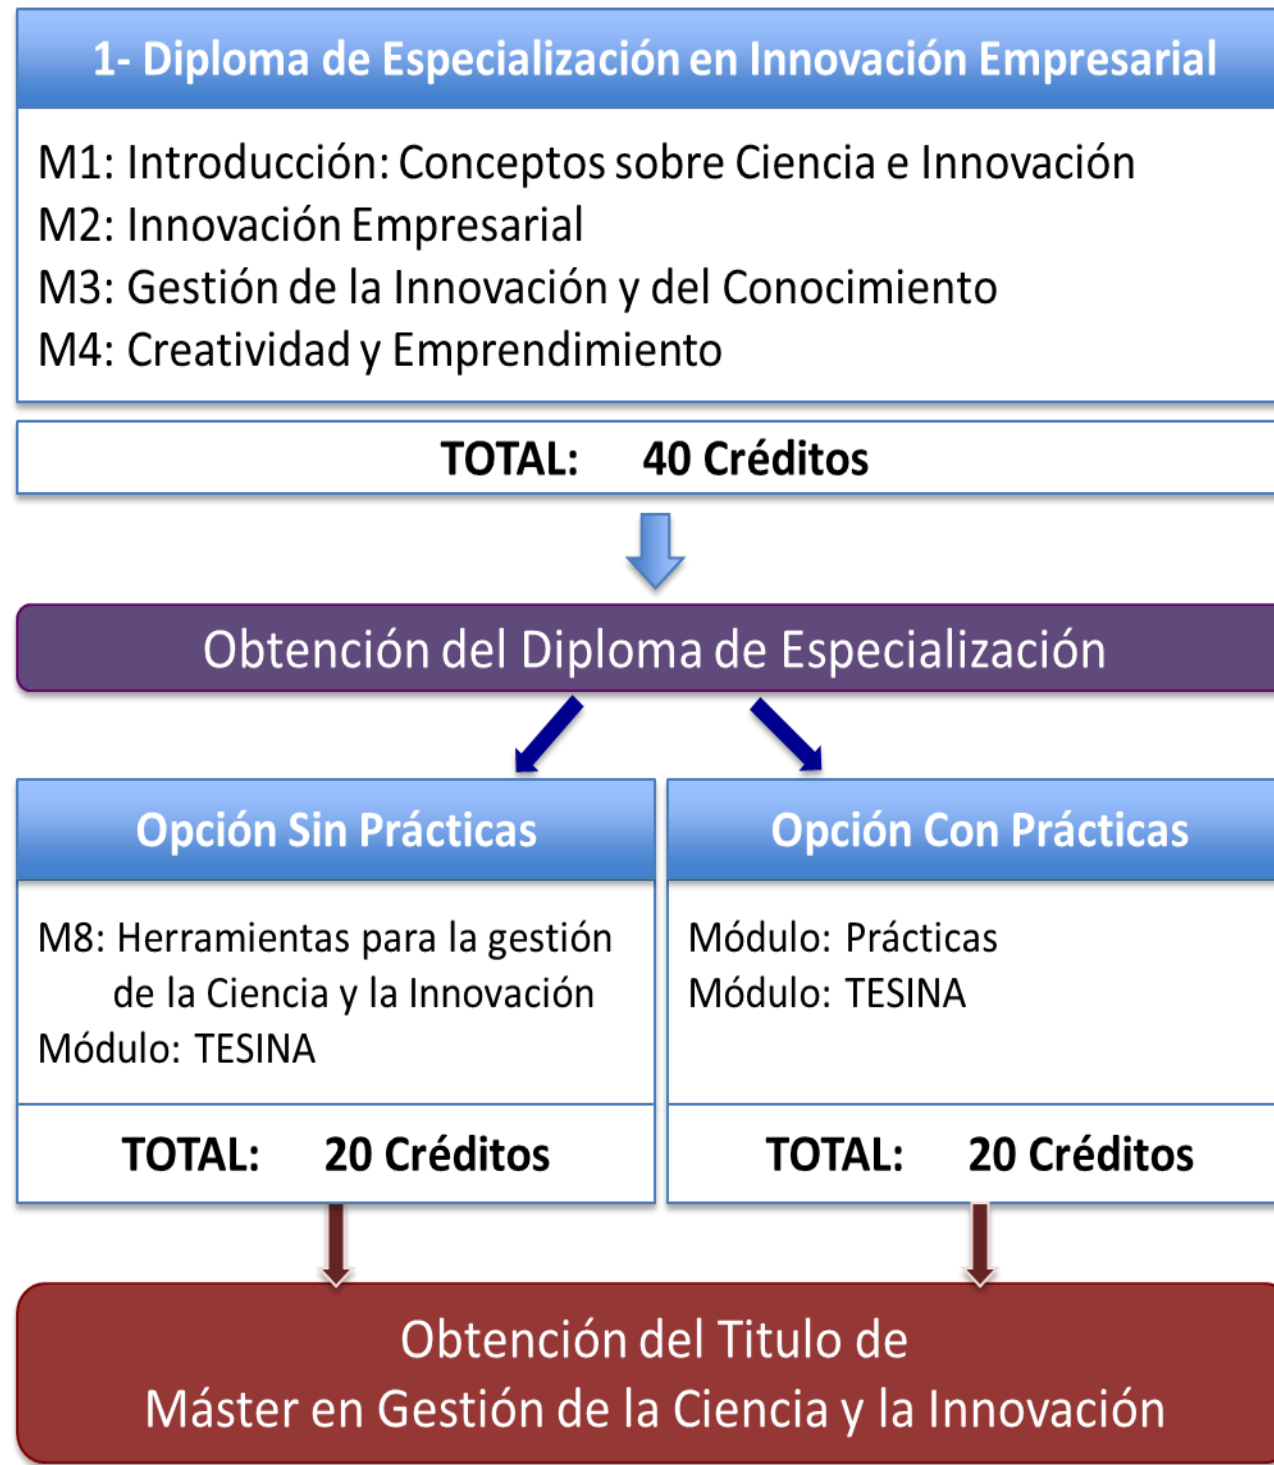 1- Diploma de Especialización en Innovación Empresarial
M1: Introducción: Conceptos sobre Ciencia e Innovación
M2: Innovación Empresarial
M3: Gestión de la Innovación y del Conocimiento
M4: Creatividad y Emprendimiento
TOTAL: 40 Créditos
Obtención del Diploma de Especialización
Opción Sin Prácticas
M8: Herramientas para la gestión
de la Ciencia y la Innovación
Módulo: TESINA
TOTAL: 20 Créditos
Opción Con Prácticas
Módulo: Prácticas
Módulo: TESINA
TOTAL: 20 Créditos
Obtención del Titulo de
Máster en Gestión de la Ciencia y la Innovación